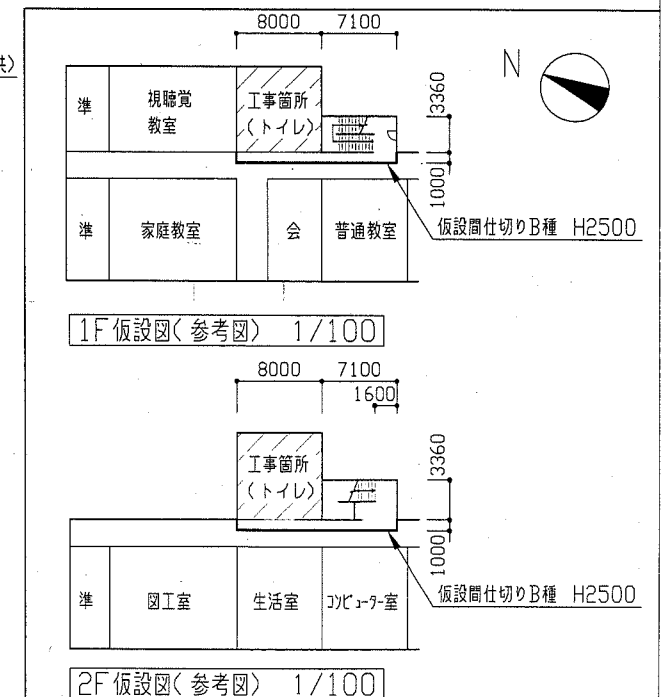 8000 7100
N
準
視聴覚
教室
工事箇所
(トイレ)
3360
1000
準
家庭教室
会
普通教室
仮設間仕切りB種 H2500
1F仮設図(参考図) 1/100
8000 7100
1600
工事箇所
(トイレ)
3360
1000
準
図工室
生活室
コンピューター室
仮設間仕切りB種 H2500
2F仮設図(参考図) 1/100